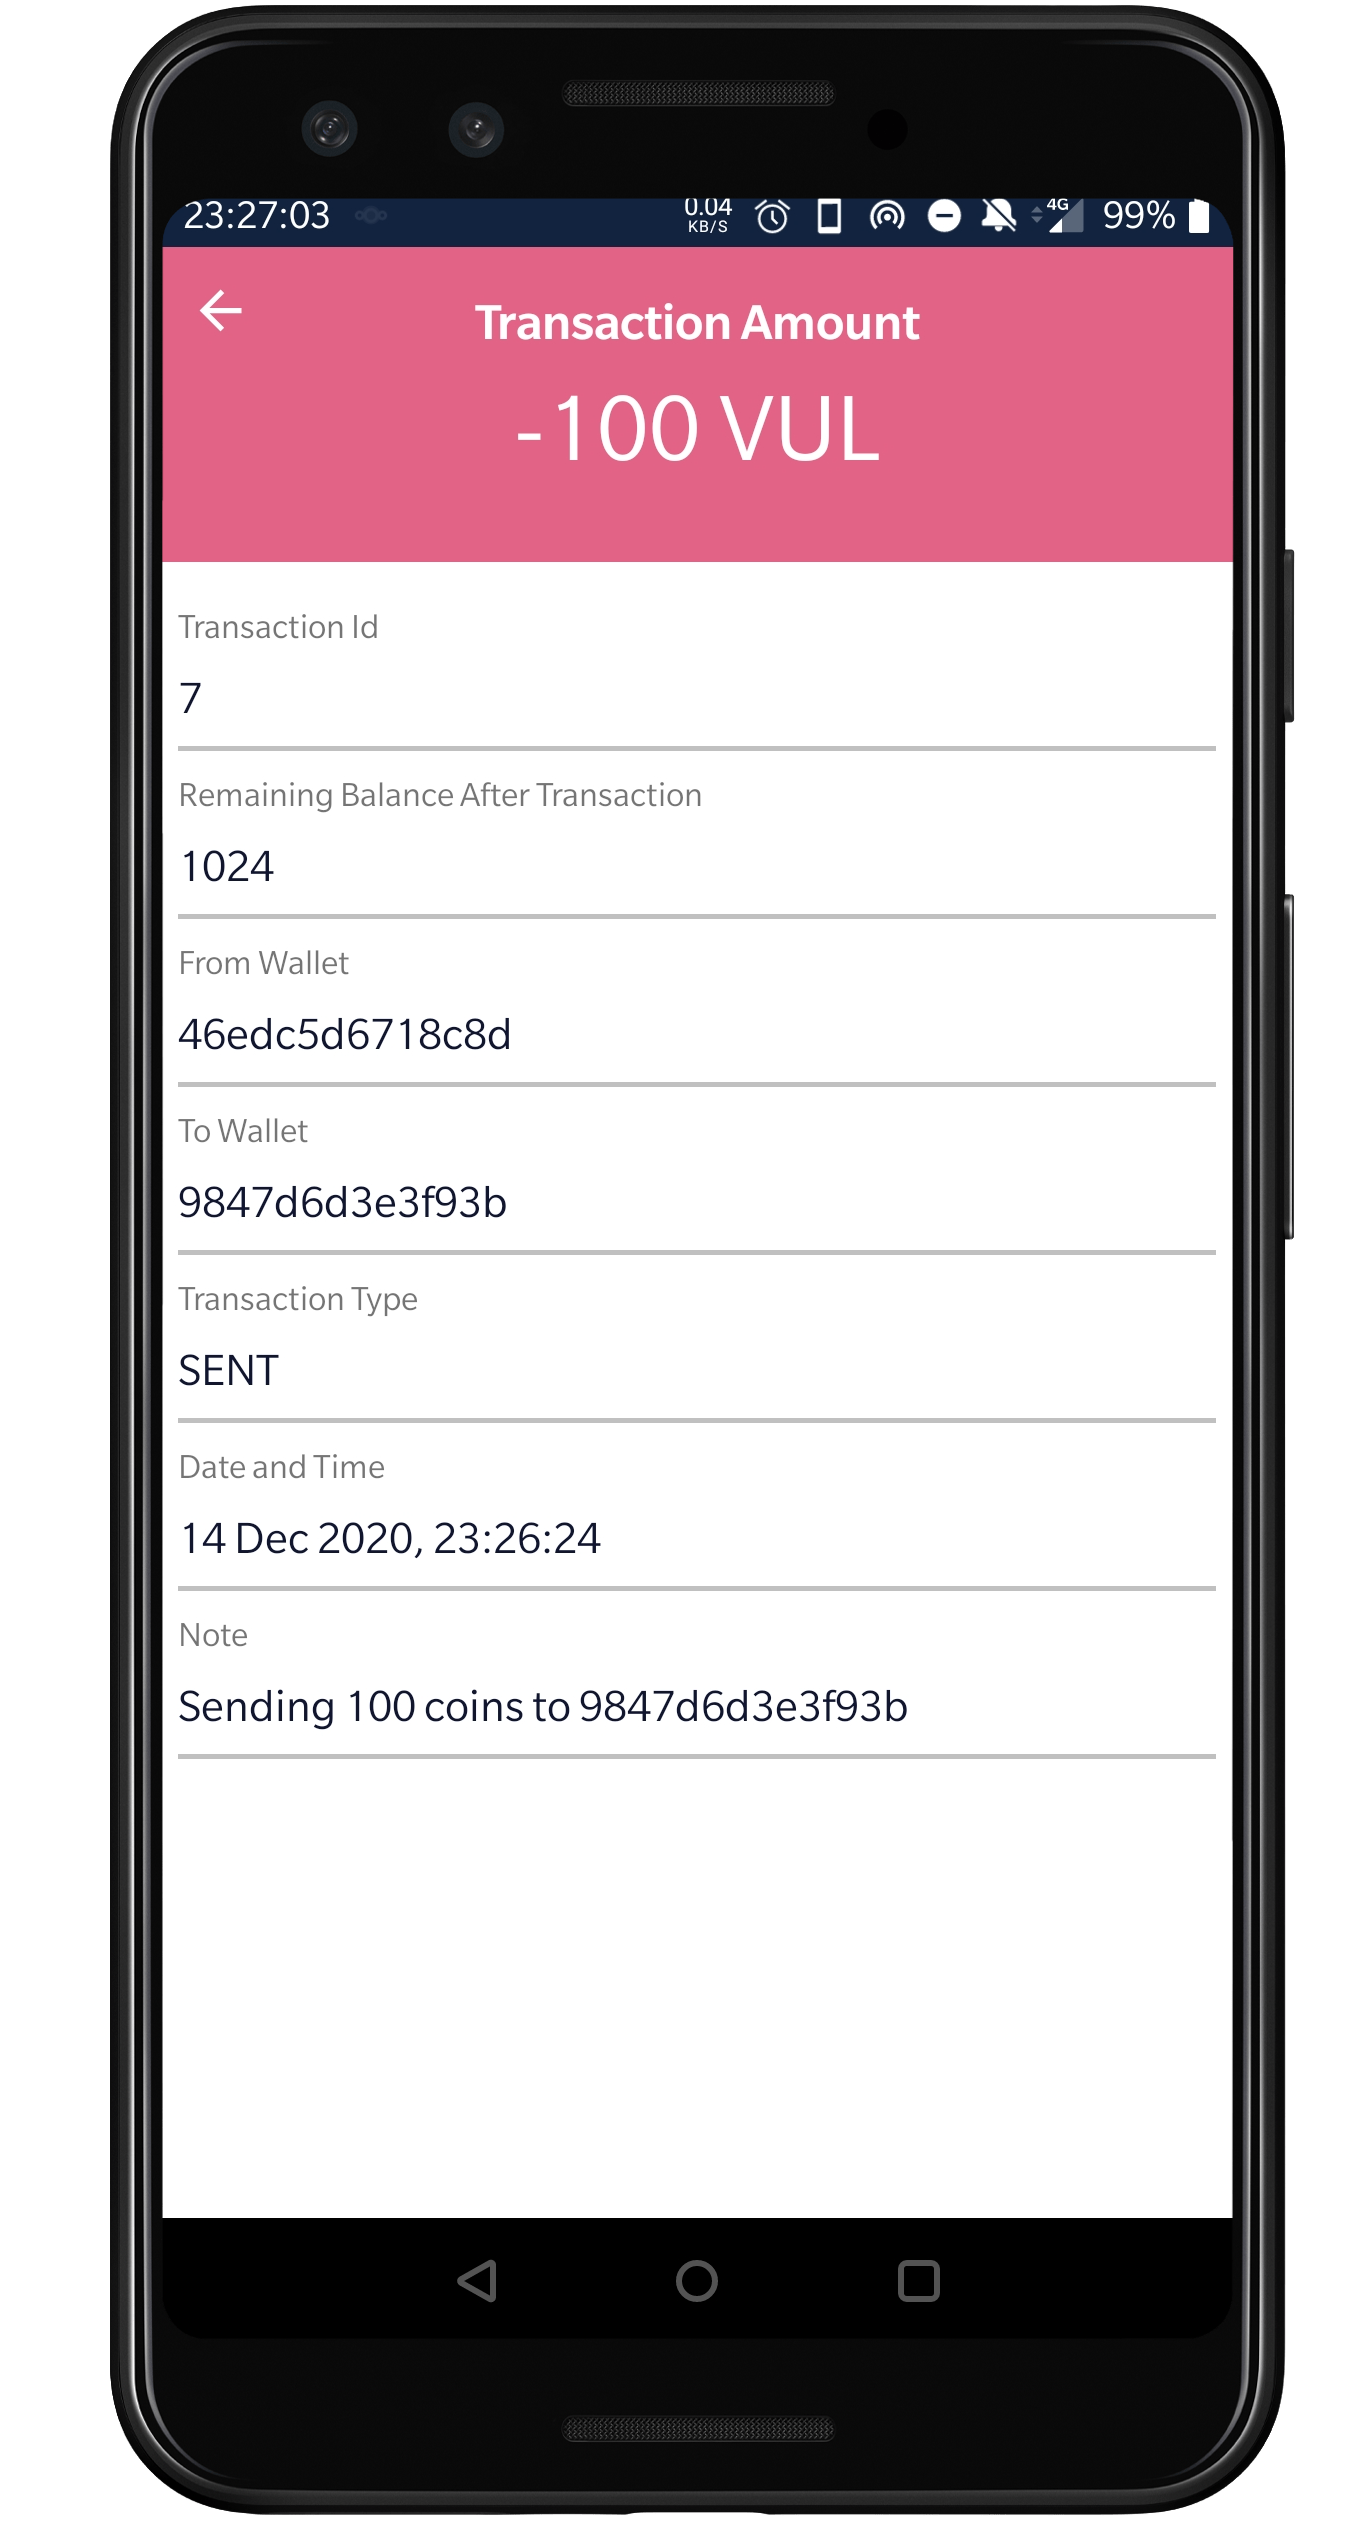 23:27:03 0.04 KB/S 4G 99%
Transaction Amount
-100 VUL
Transaction Id
7
Remaining Balance After Transaction
1024
From Wallet
46edc5d6718c8d
To Wallet
9847d6d3e3f93b
Transaction Type
SENT
Date and Time
14 Dec 2020, 23:26:24
Note
Sending 100 coins to 9847d6d3e3f93b